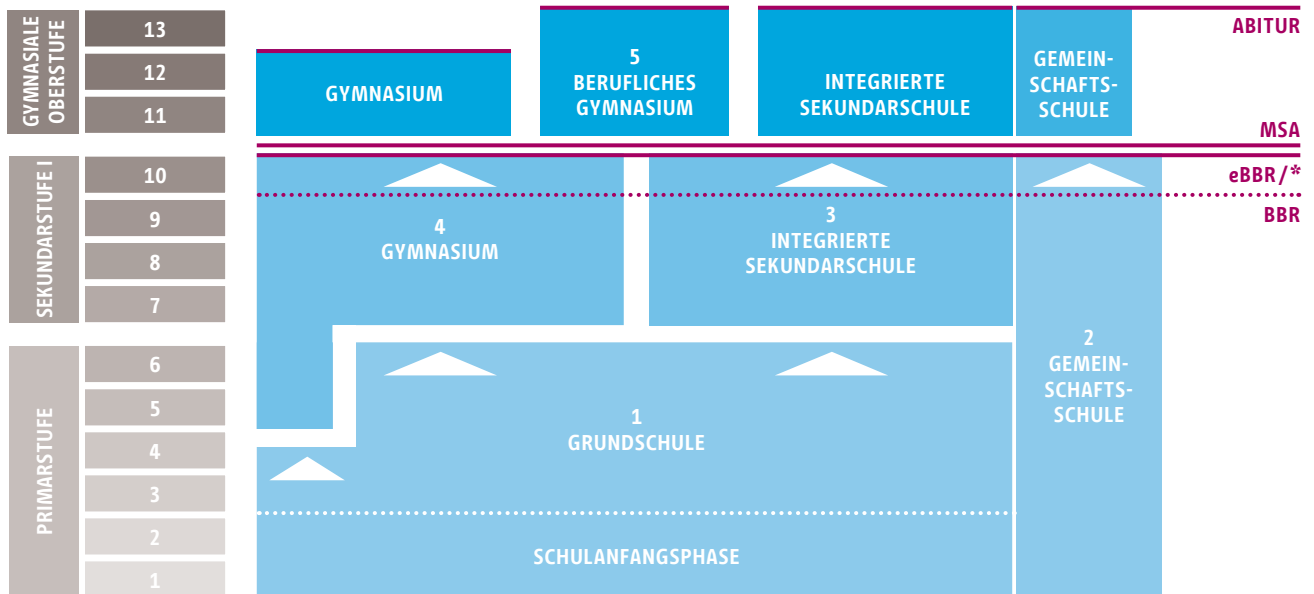 GYMNASIALE
OBERSTUFE
13
12
11
GYMNASIUM
5
BERUFLICHES
GYMNASIUM
INTEGRIERTE
SEKUNDARSCHULE
GEMEIN-
SCHAFTS-
SCHULE
ABITUR
MSA
SEKUNDARSTUFE I
10
9
8
7
4
GYMNASIUM
3
INTEGRIERTE
SEKUNDARSCHULE
eBBR/*
BBR
PRIMARSTUFE
6
5
4
3
2
1
1
GRUNDSCHULE
SCHULANFANGSPHASE
2
GEMEIN-
SCHAFTS-
SCHULE